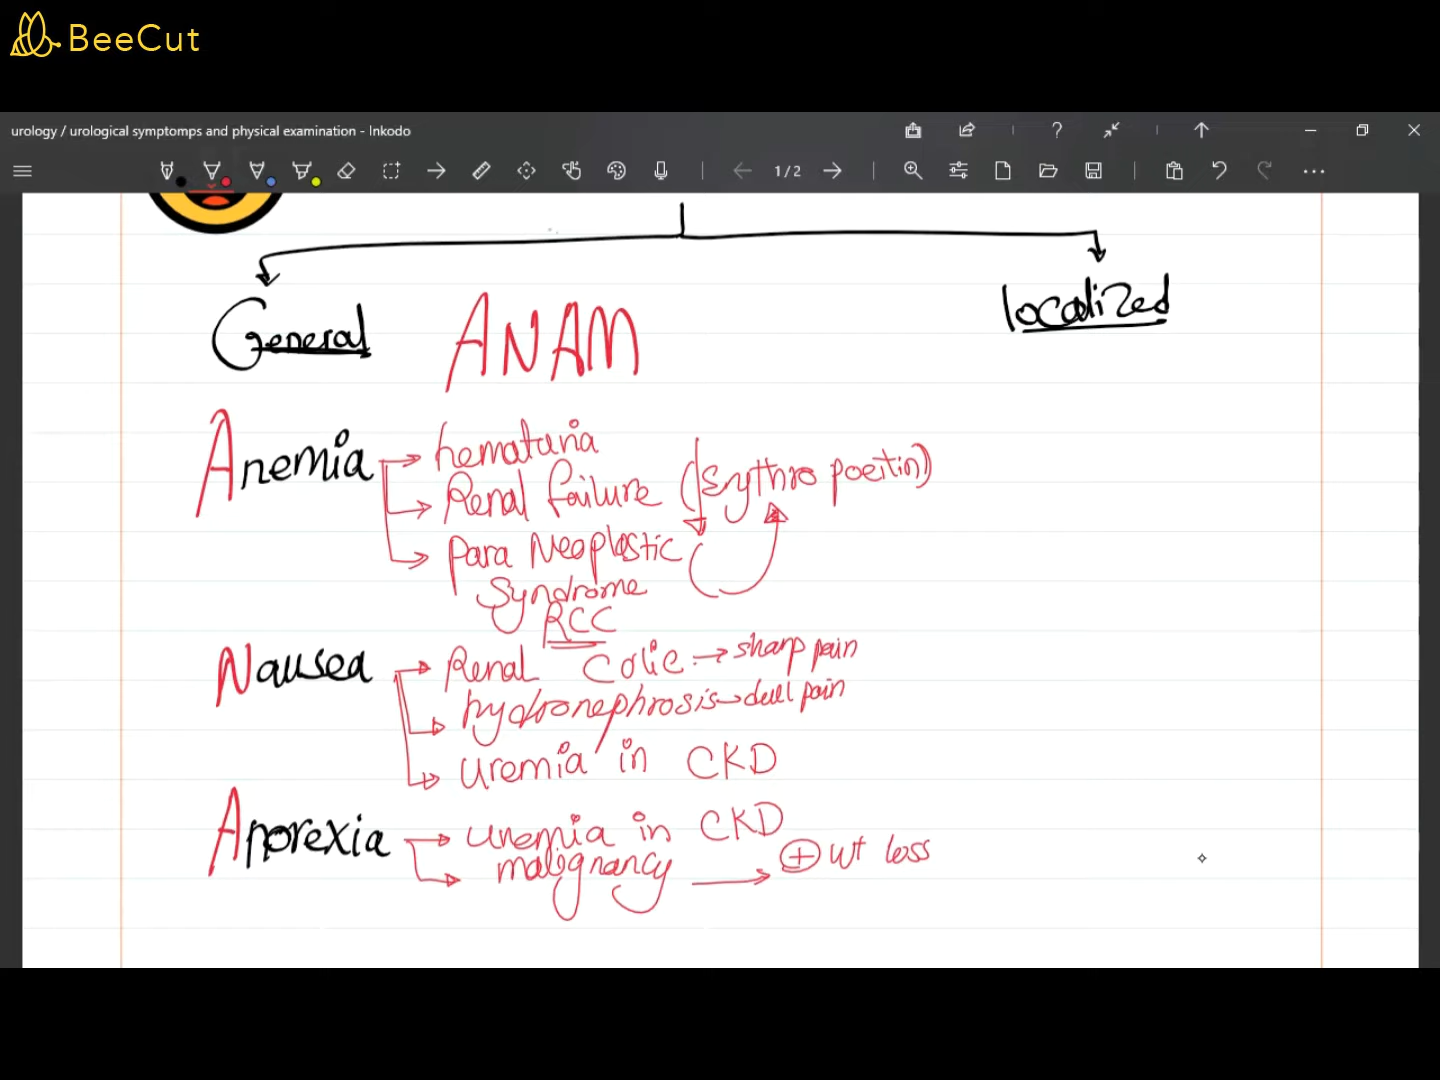 BeeCut
urology / urological symptomps and physical examination - Inkodo
1/2
General ANAM localized
Anemia
hematuria
Renal failure (↓Erythropoeitin)
Para Neoplastic
Syndrome
RCC
Nausea
Renal Colic → sharp pain
hydronephrosis → dull pain
uremia in CKD
Anorexia
uremia in CKD
malignancy → ⊕ wt loss